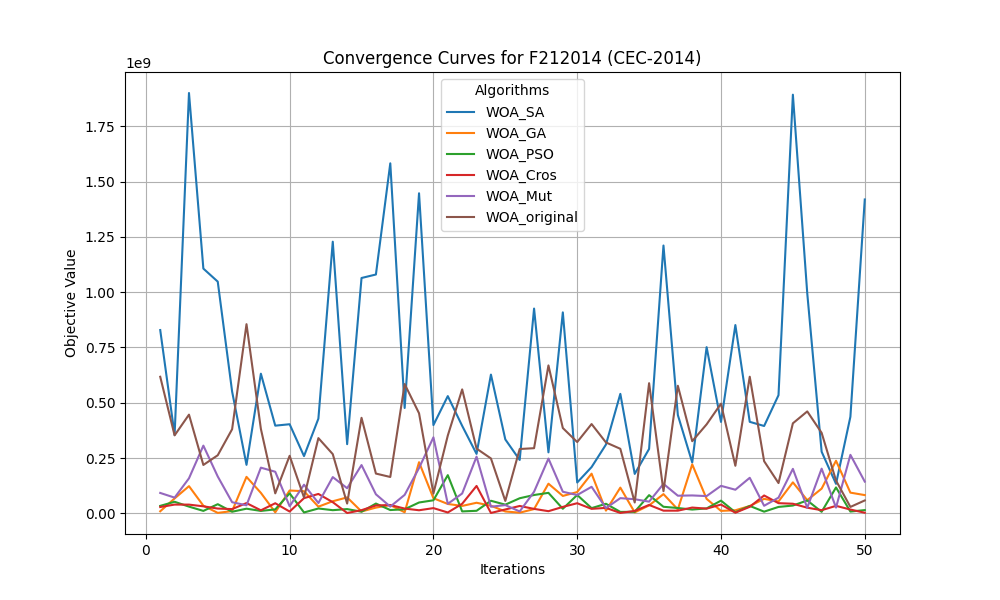 Convergence Curves for F212014 (CEC-2014)
1e9
Algorithms
WOA_SA
WOA_GA
WOA_PSO
WOA_Cros
WOA_Mut
WOA_original
1.75
1.50
1.25
1.00
0.75
0.50
0.25
0.00
Objective Value
0 10 20 30 40 50
Iterations